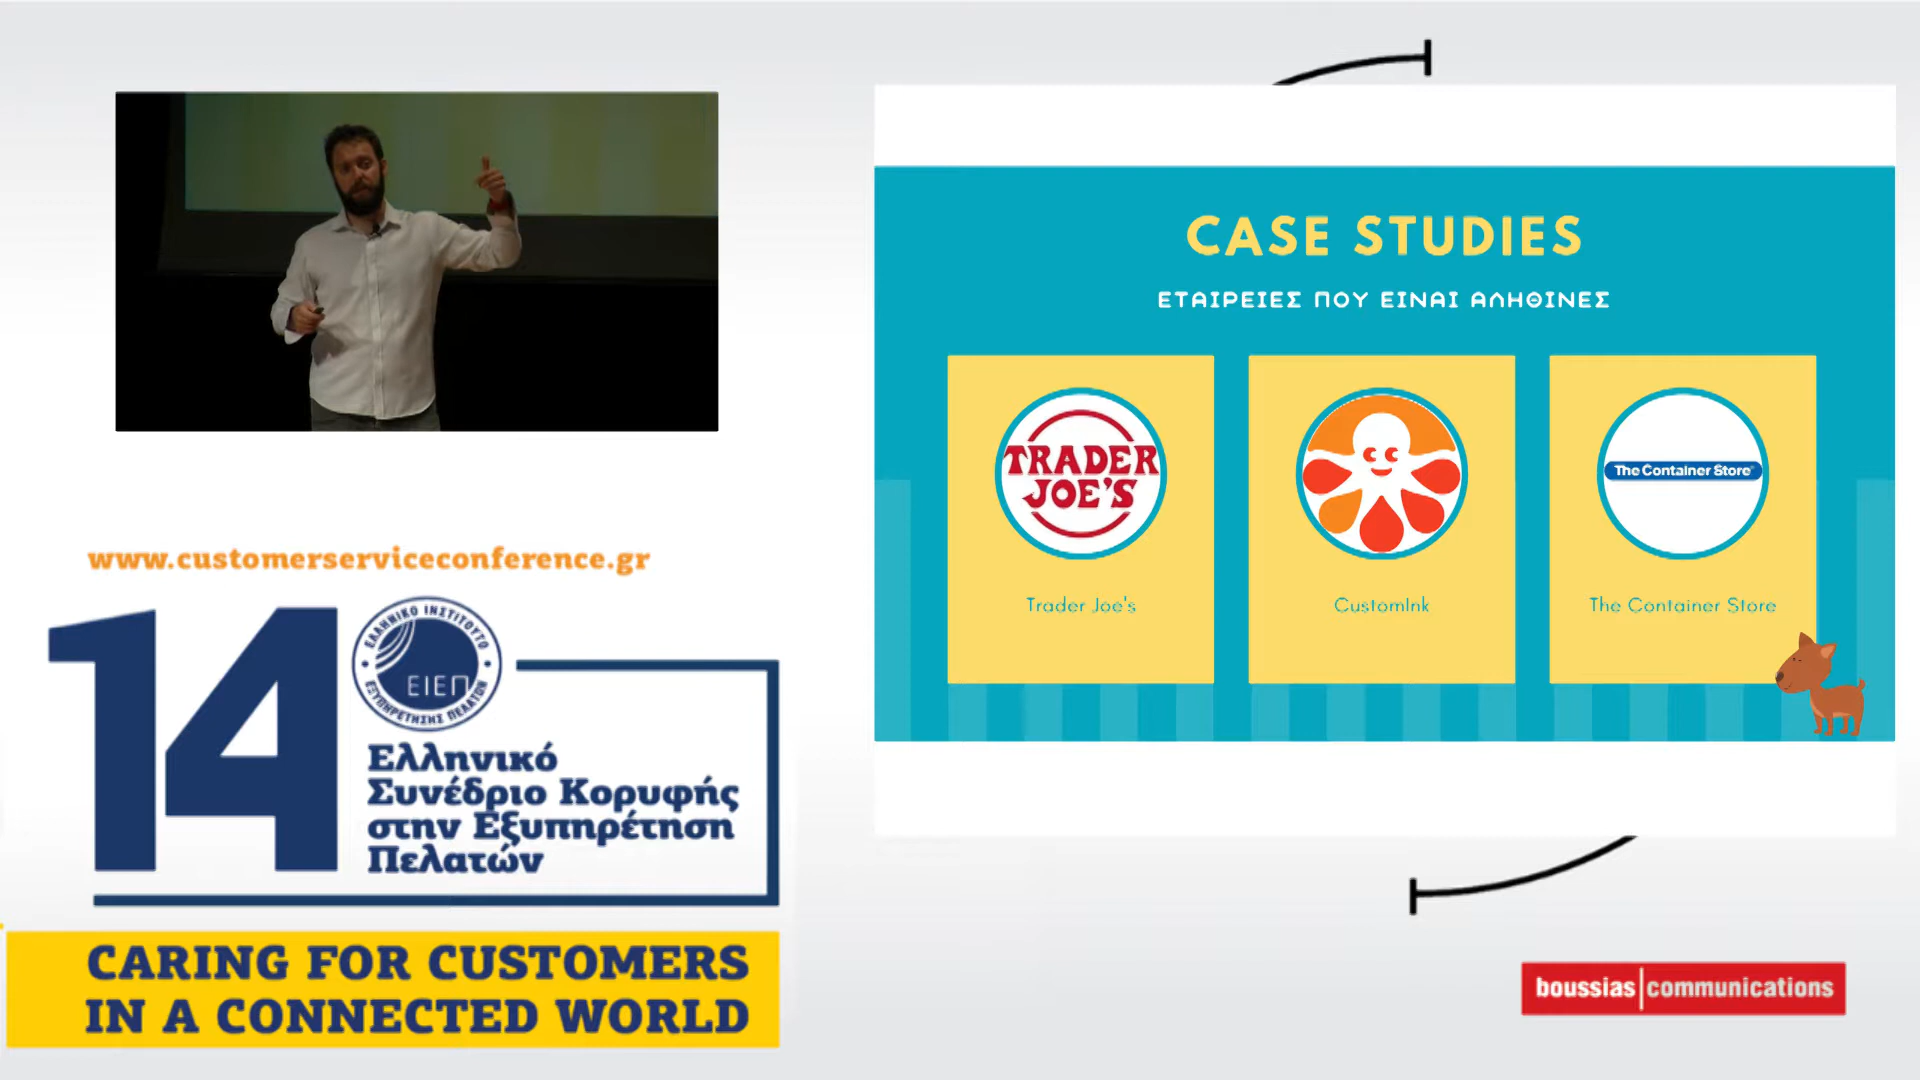 www.customerserviceconference.gr
14
ΕΛΛΗΝΙΚΟ ΙΝΣΤΙΤΟΥΤΟ
ΕΙΕΠ
ΕΞΥΠΗΡΕΤΗΣΗΣ ΠΕΛΑΤΩΝ
Ελληνικό
Συνέδριο Κορυφής
στην Εξυπηρέτηση
Πελατών
CARING FOR CUSTOMERS
IN A CONNECTED WORLD
CASE STUDIES
ΕΤΑΙΡΕΙΕΣ ΠΟΥ ΕΙΝΑΙ ΑΛΗΘΙΝΕΣ
TRADER
JOE'S
Trader Joe's
CustomInk
The Container Store®
The Container Store
boussias|communications